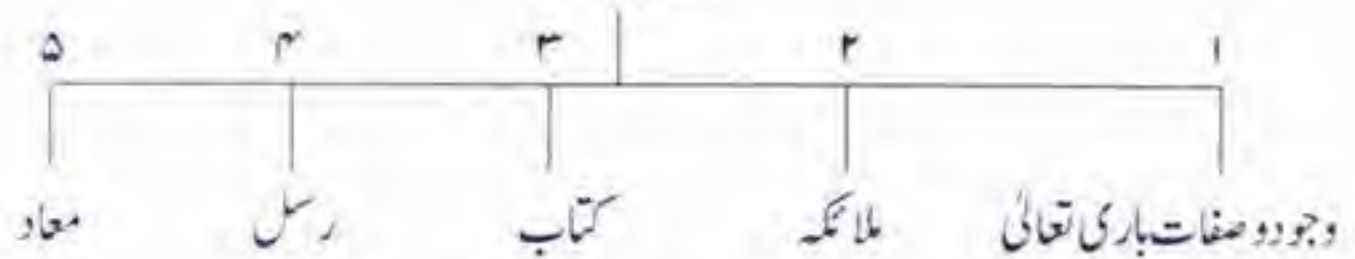 ۱ ۲ ۳ ۴ ۵
وجود و صفات باری تعالیٰ ملائکہ کتاب رسل معاد